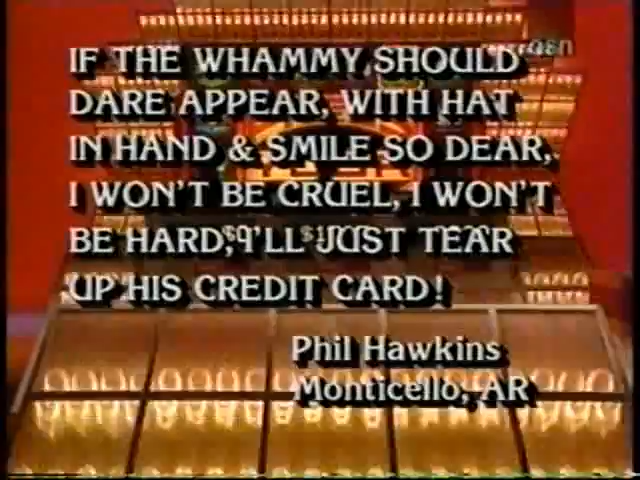 IF THE WHAMMY SHOULD
DARE APPEAR, WITH HAT
IN HAND & SMILE SO DEAR,
I WON'T BE CRUEL, I WON'T
BE HARD, I'LL JUST TEAR
UP HIS CREDIT CARD!
Phil Hawkins
Monticello, AR